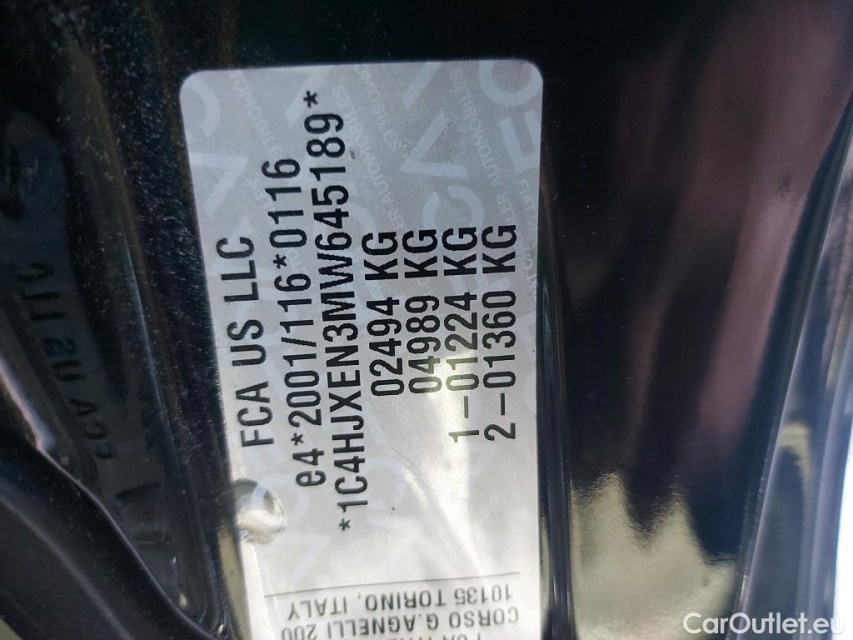 FCA US LLC
e4*2001/116*0116
*1C4HJXEN3MW645189*
02494 KG
04989 KG
1-01224 KG
2-01360 KG
CORSO G.AGNELLI 200
10135 TORINO, ITALY
CarOutlet.eu